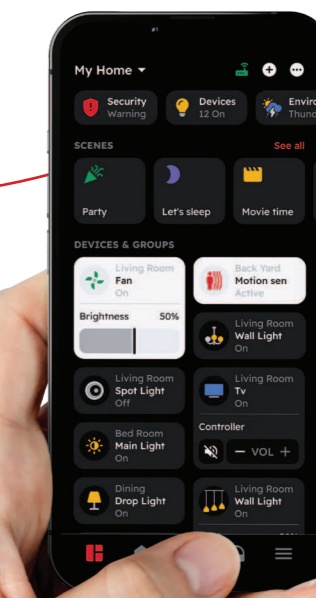 My Home
Security
Warning
Devices
12 On
Enviro
Thund
SCENES
See all
Party
Let's sleep
Movie time
DEVICES & GROUPS
Living Room
Fan
On
Brightness 50%
Back Yard
Motion sen
Active
Living Room
Wall Light
On
Living Room
Spot Light
Off
Living Room
Tv
On
Controller
− VOL +
Bed Room
Main Light
On
Dining
Drop Light
On
Living Room
Wall Light
On